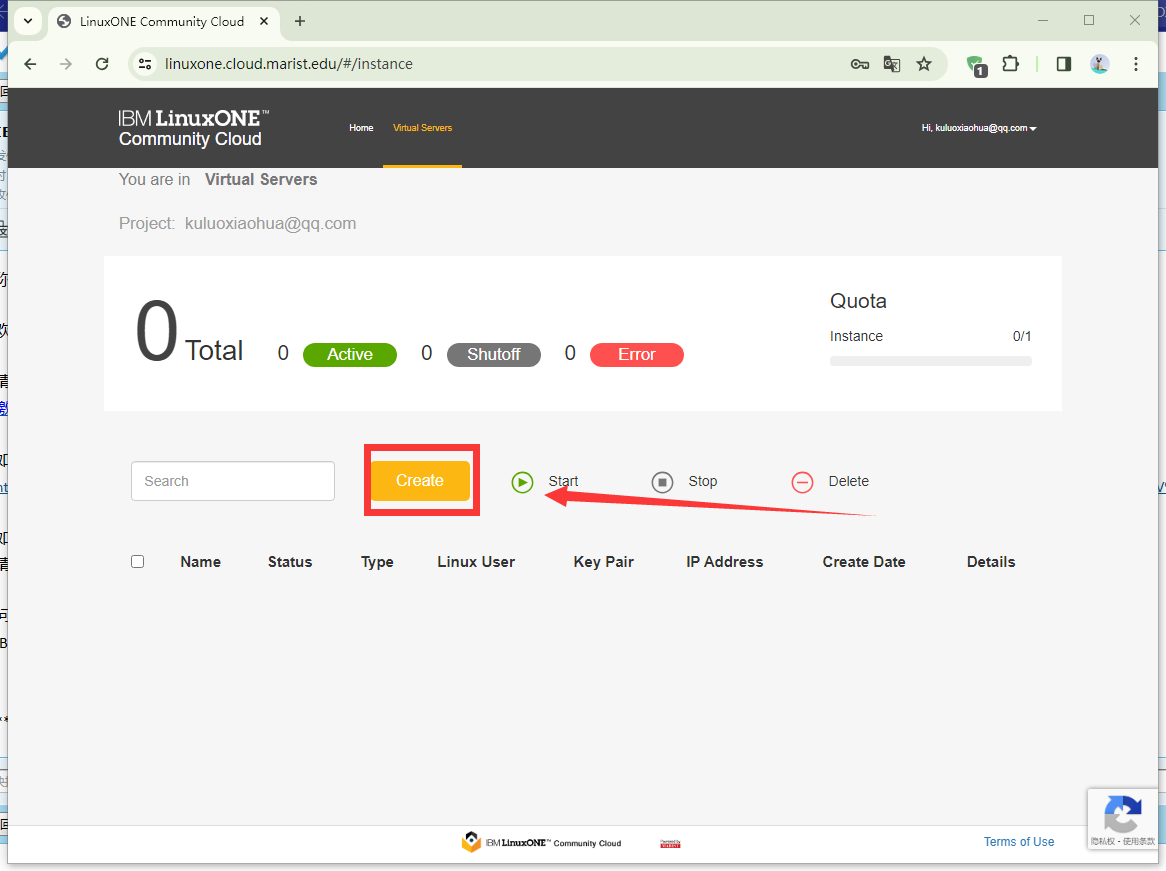 LinuxONE Community Cloud
linuxone.cloud.marist.edu/#/instance
1
IBM LinuxONE™
Community Cloud
Home
Virtual Servers
Hi, kuluoxiaohua@qq.com
You are in Virtual Servers
Project: kuluoxiaohua@qq.com
0 Total
0 Active
0 Shutoff
0 Error
Quota
Instance 0/1
Search
Create
Start
Stop
Delete
Name Status Type Linux User Key Pair IP Address Create Date Details
IBM LinuxONE™ Community Cloud
Terms of Use
隐私权 - 使用条款